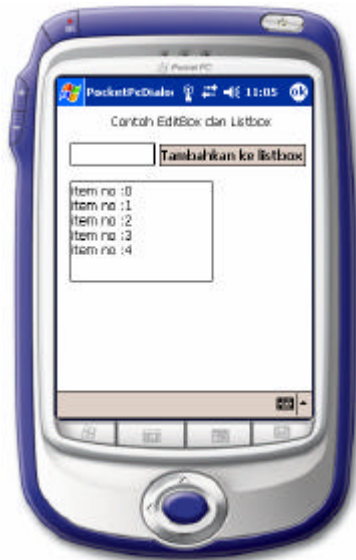 Pocket PC
PocketPcDialo 11:05 ok
Contoh EditBox dan Listbox
Tambahkan ke listbox
item no :0
item no :1
item no :2
item no :3
item no :4